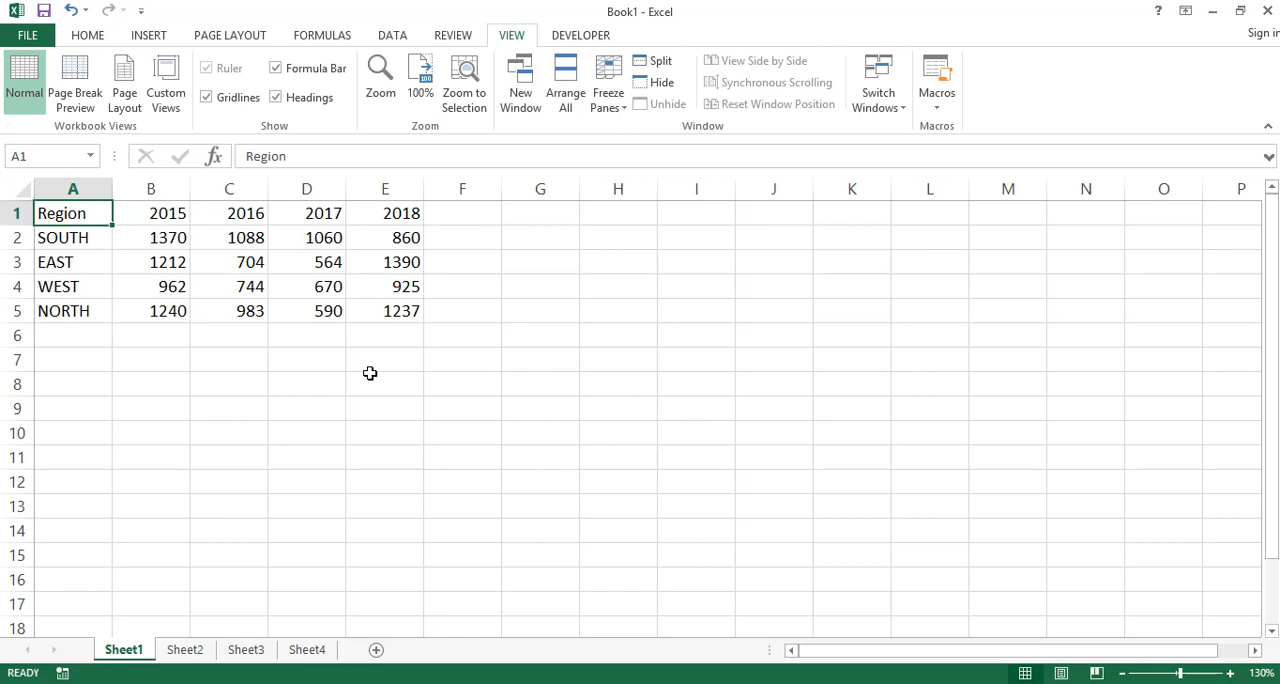 Book1 - Excel
?
Sign in
FILE HOME INSERT PAGE LAYOUT FORMULAS DATA REVIEW VIEW DEVELOPER
Normal
Page Break Preview
Page Layout
Custom Views
Workbook Views
Ruler
Formula Bar
Gridlines
Headings
Show
Zoom
100
100%
Zoom to Selection
Zoom
New Window
Arrange All
Freeze Panes
Split
Hide
Unhide
View Side by Side
Synchronous Scrolling
Reset Window Position
Switch Windows
Window
Macros
Macros
A1 fx Region
A B C D E F G H I J K L M N O P
1 Region 2015 2016 2017 2018
2 SOUTH 1370 1088 1060 860
3 EAST 1212 704 564 1390
4 WEST 962 744 670 925
5 NORTH 1240 983 590 1237
6
7
8
9
10
11
12
13
14
15
16
17
18
Sheet1 Sheet2 Sheet3 Sheet4
READY 130%